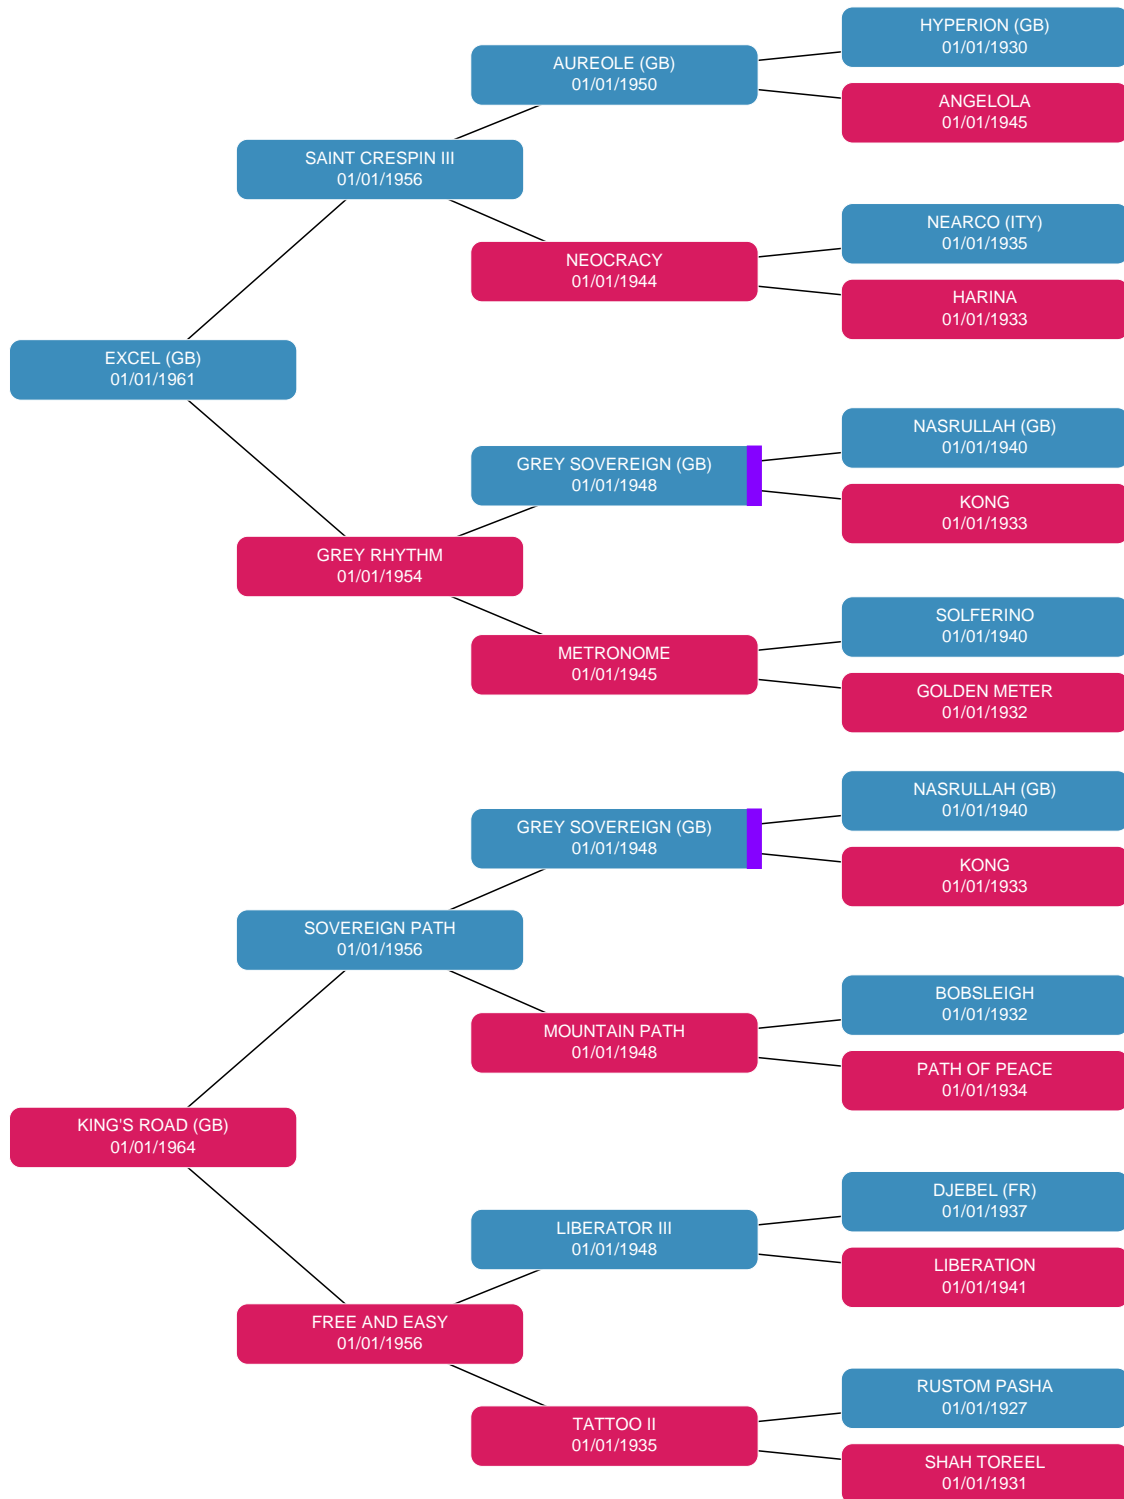 HYPERION (GB)
01/01/1930
AUREOLE (GB)
01/01/1950
ANGELOLA
01/01/1945
SAINT CRESPIN III
01/01/1956
NEARCO (ITY)
01/01/1935
NEOCRACY
01/01/1944
HARINA
01/01/1933
EXCEL (GB)
01/01/1961
NASRULLAH (GB)
01/01/1940
GREY SOVEREIGN (GB)
01/01/1948
KONG
01/01/1933
GREY RHYTHM
01/01/1954
SOLFERINO
01/01/1940
METRONOME
01/01/1945
GOLDEN METER
01/01/1932
NASRULLAH (GB)
01/01/1940
GREY SOVEREIGN (GB)
01/01/1948
KONG
01/01/1933
SOVEREIGN PATH
01/01/1956
BOBSLEIGH
01/01/1932
MOUNTAIN PATH
01/01/1948
PATH OF PEACE
01/01/1934
KING'S ROAD (GB)
01/01/1964
DJEBEL (FR)
01/01/1937
LIBERATOR III
01/01/1948
LIBERATION
01/01/1941
FREE AND EASY
01/01/1956
RUSTOM PASHA
01/01/1927
TATTOO II
01/01/1935
SHAH TOREEL
01/01/1931